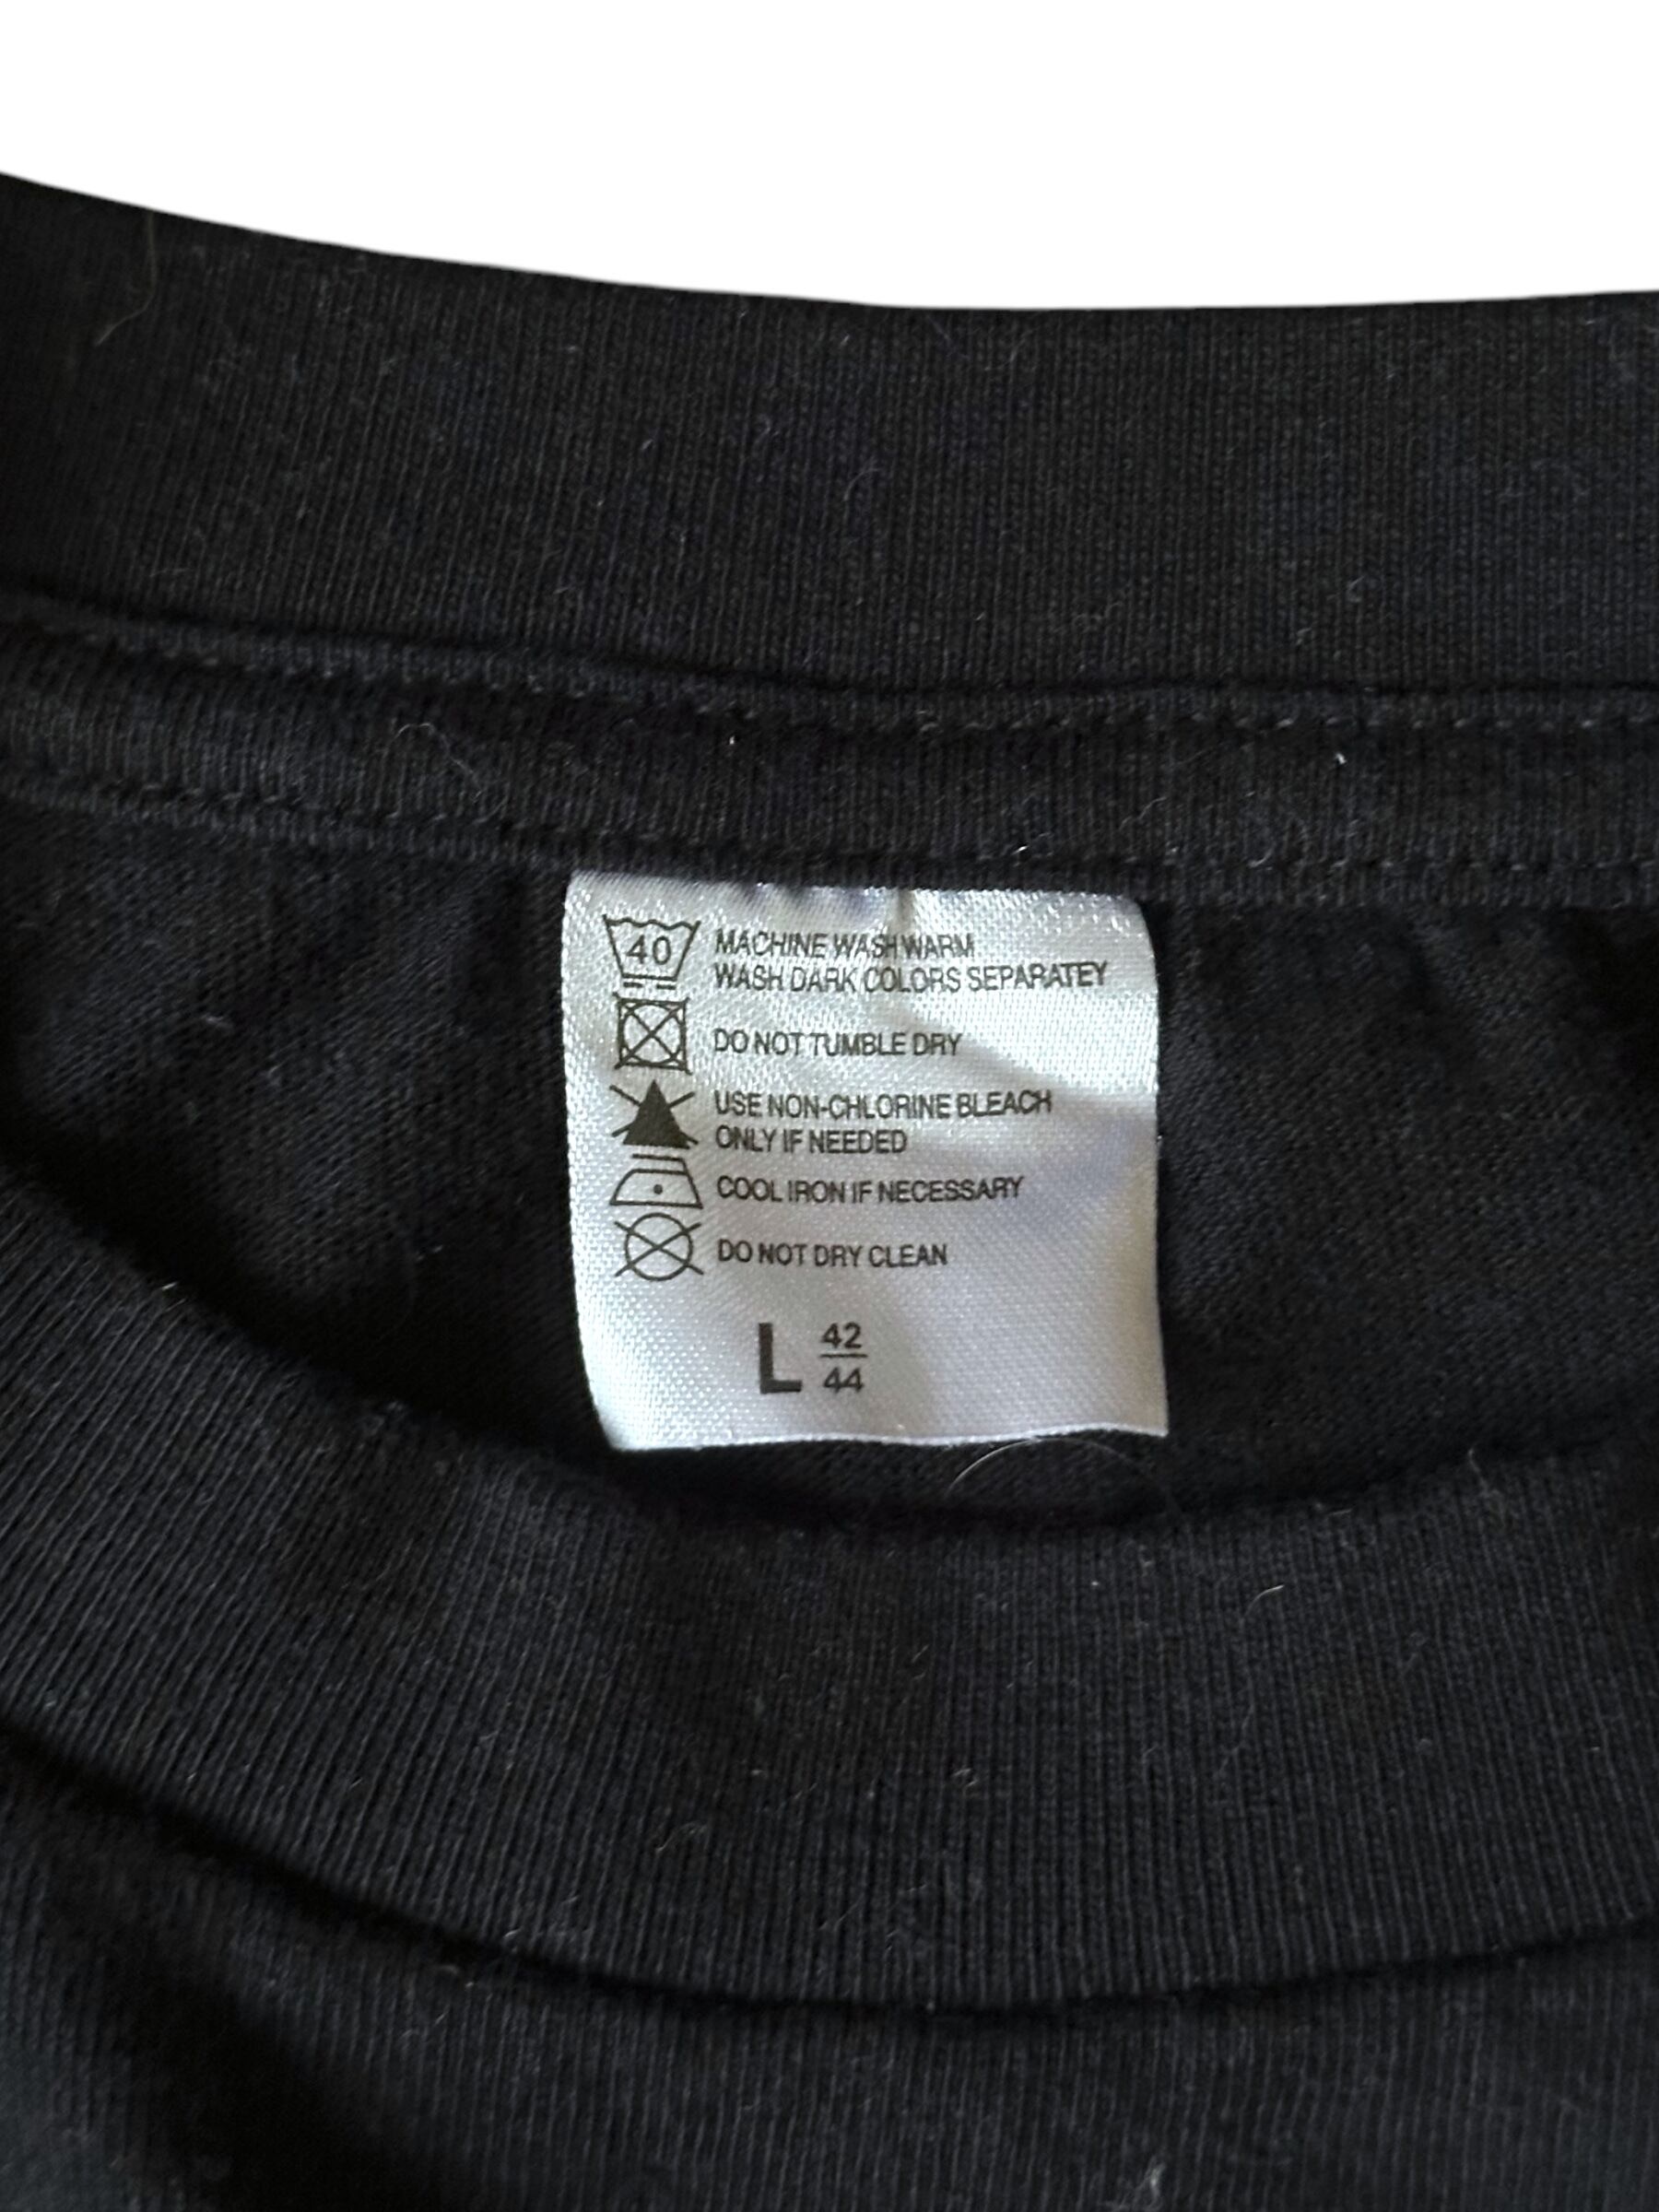 40 MACHINE WASH WARM
WASH DARK COLORS SEPARATEY
DO NOT TUMBLE DRY
USE NON-CHLORINE BLEACH
ONLY IF NEEDED
COOL IRON IF NECESSARY
DO NOT DRY CLEAN
L 42
44